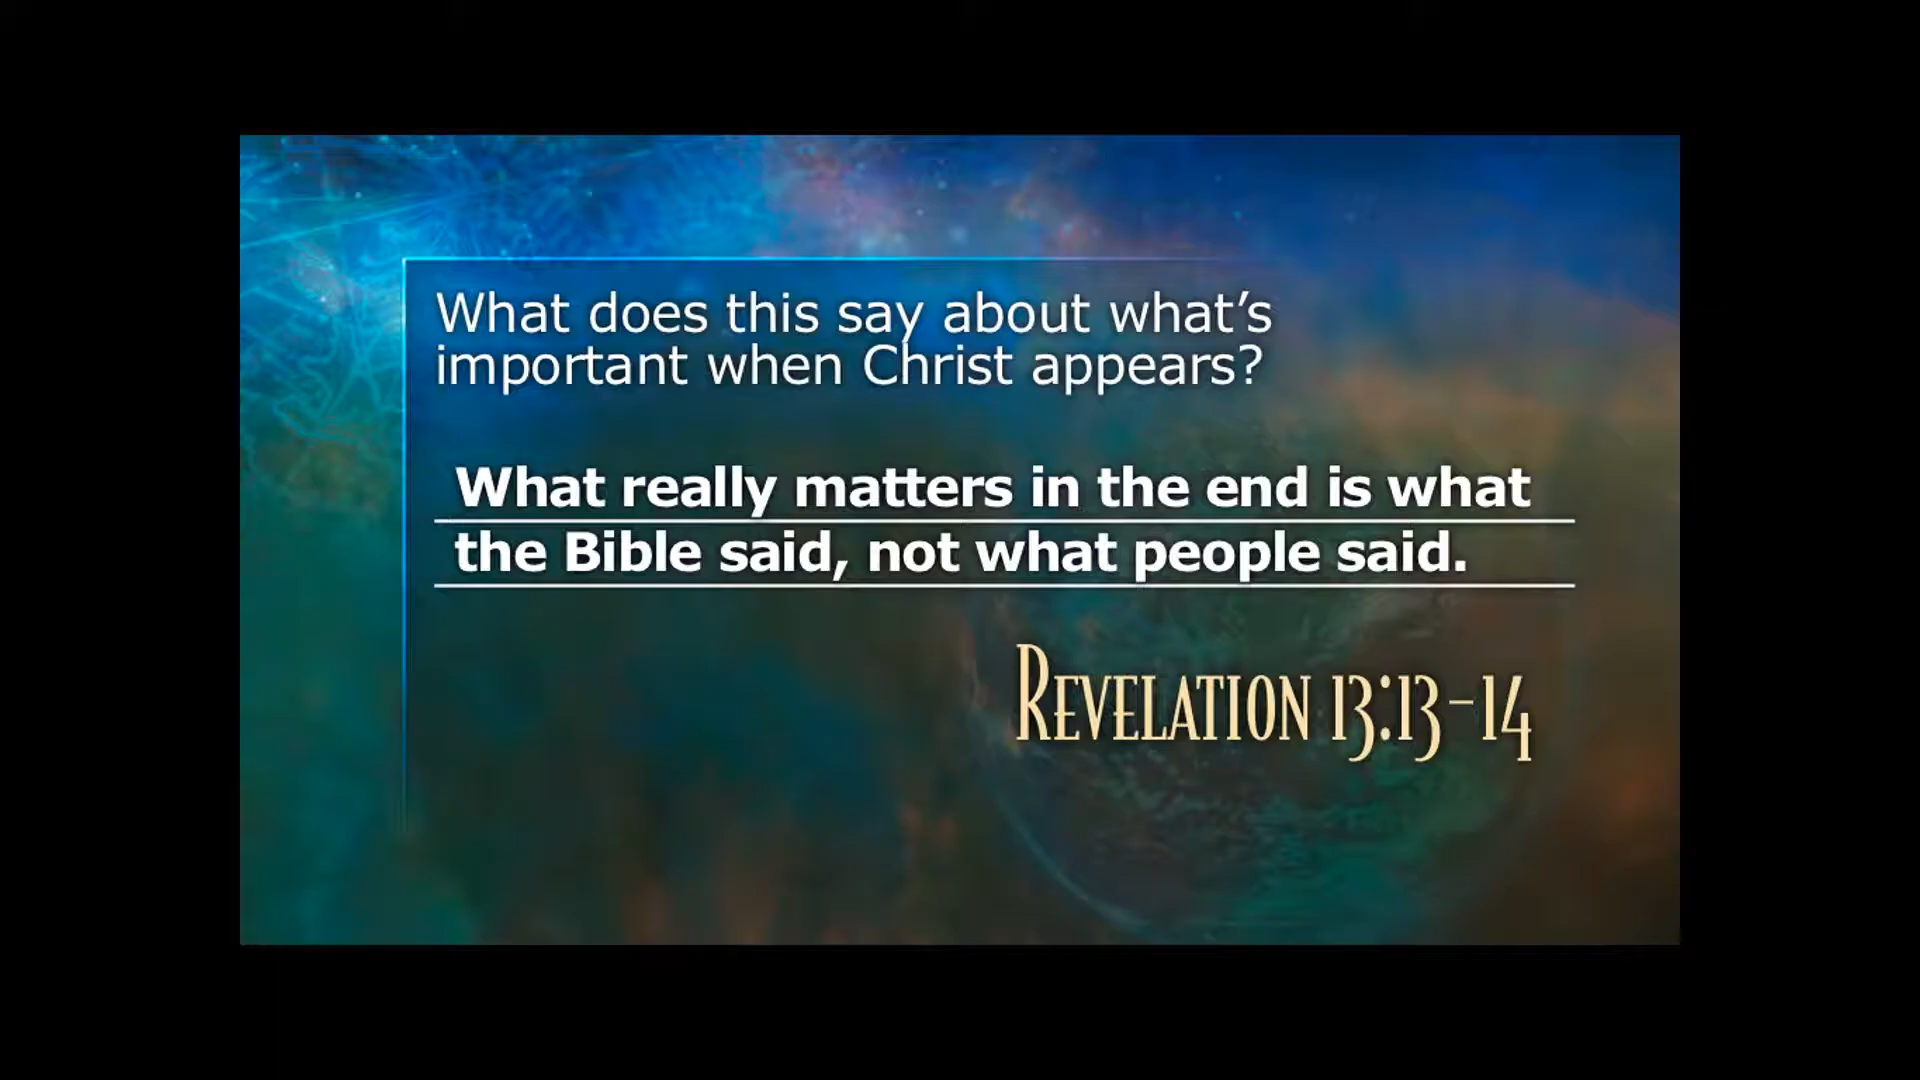 What does this say about what’s
important when Christ appears?
What really matters in the end is what
the Bible said, not what people said.
Revelation 13:13-14